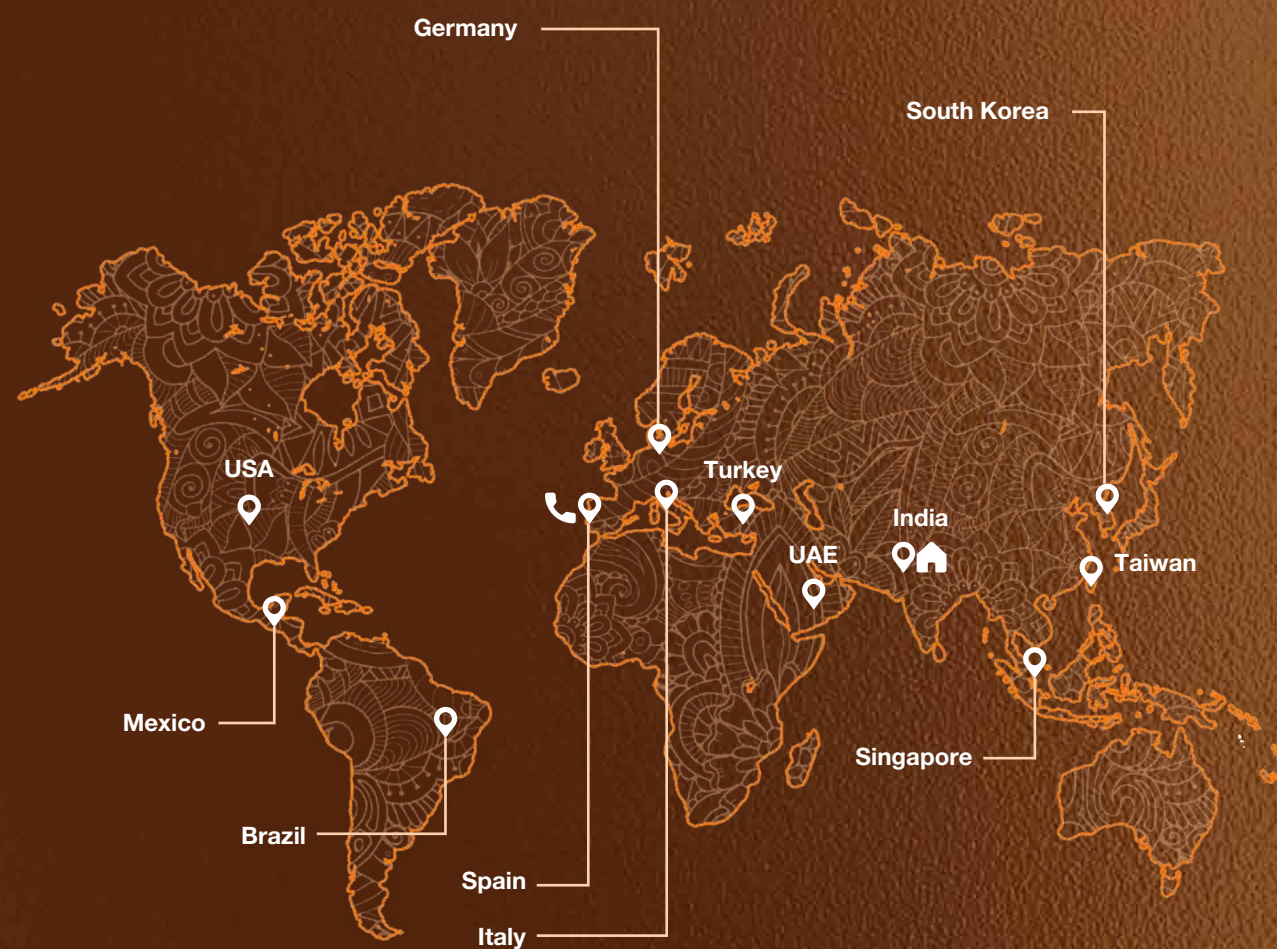 Germany
South Korea
USA
Turkey
India
UAE
Taiwan
Mexico
Singapore
Brazil
Spain
Italy